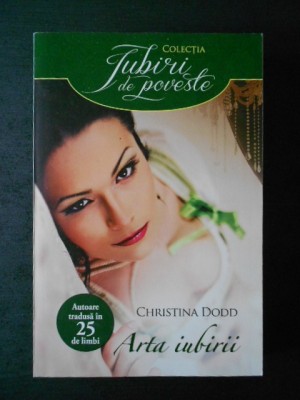 COLECȚIA
Iubiri
de poveste
Autoare
tradusă în
25
de limbi
CHRISTINA DODD
Arta iubirii